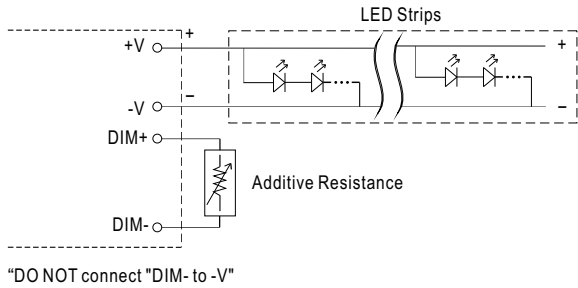 LED Strips
+V
+
+
-V
–
–
DIM+
Additive Resistance
DIM-
“DO NOT connect "DIM- to -V"